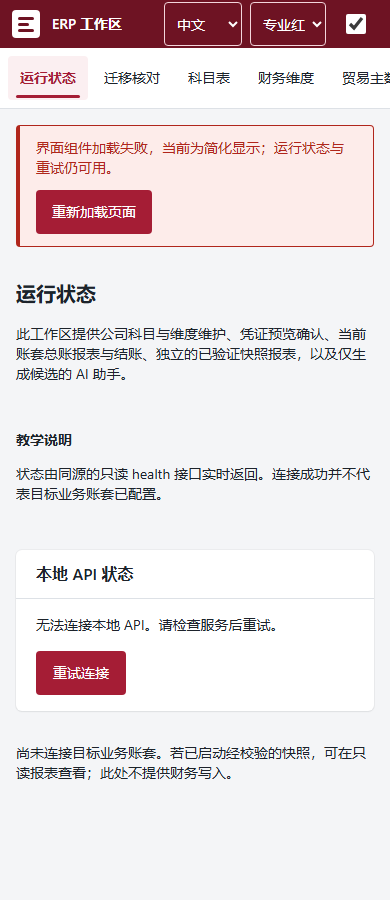 ERP 工作区
中文
专业红
运行状态
迁移核对
科目表
财务维度
贸易主数
界面组件加载失败，当前为简化显示；运行状态与
重试仍可用。
重新加载页面
运行状态
此工作区提供公司科目与维度维护、凭证预览确认、当前
账套总账报表与结账、独立的已验证快照报表，以及仅生
成候选的 AI 助手。
教学说明
状态由同源的只读 health 接口实时返回。连接成功并不代
表目标业务账套已配置。
本地 API 状态
无法连接本地 API。请检查服务后重试。
重试连接
尚未连接目标业务账套。若已启动经校验的快照，可在只
读报表查看；此处不提供财务写入。